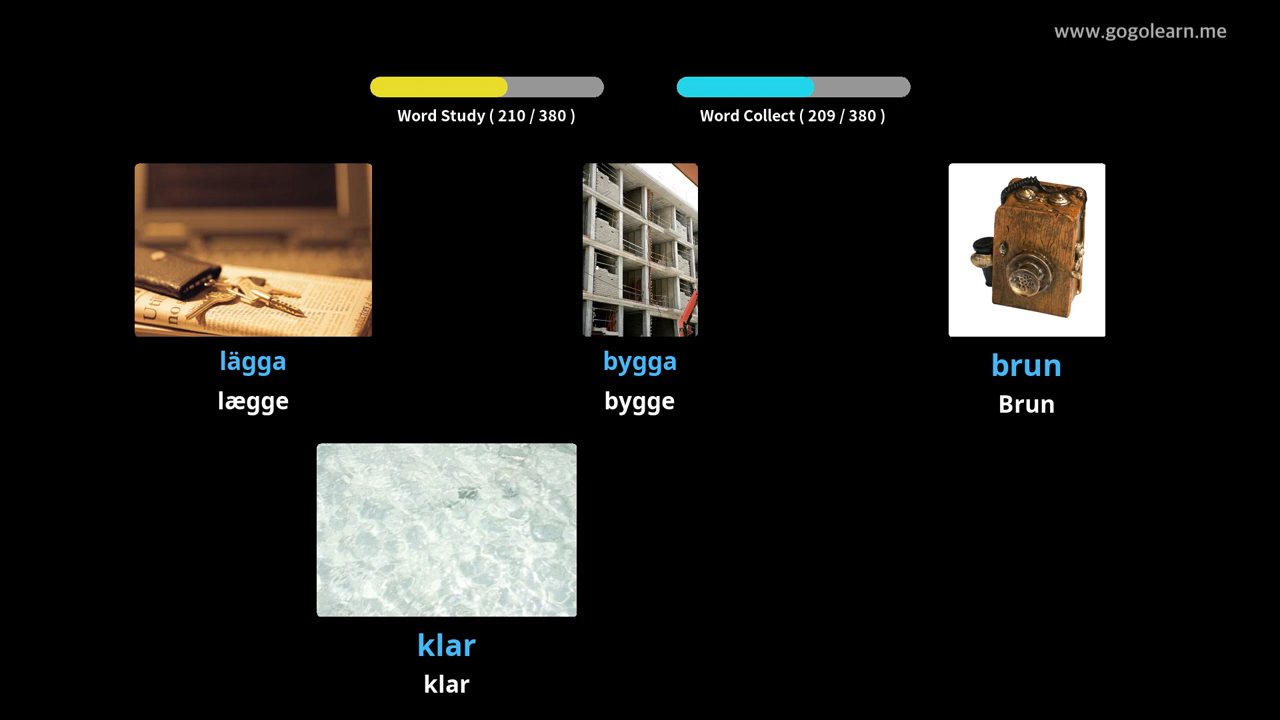 www.gogolearn.me
Word Study ( 210 / 380 )
Word Collect ( 209 / 380 )
lägga
lægge
bygga
bygge
brun
Brun
klar
klar